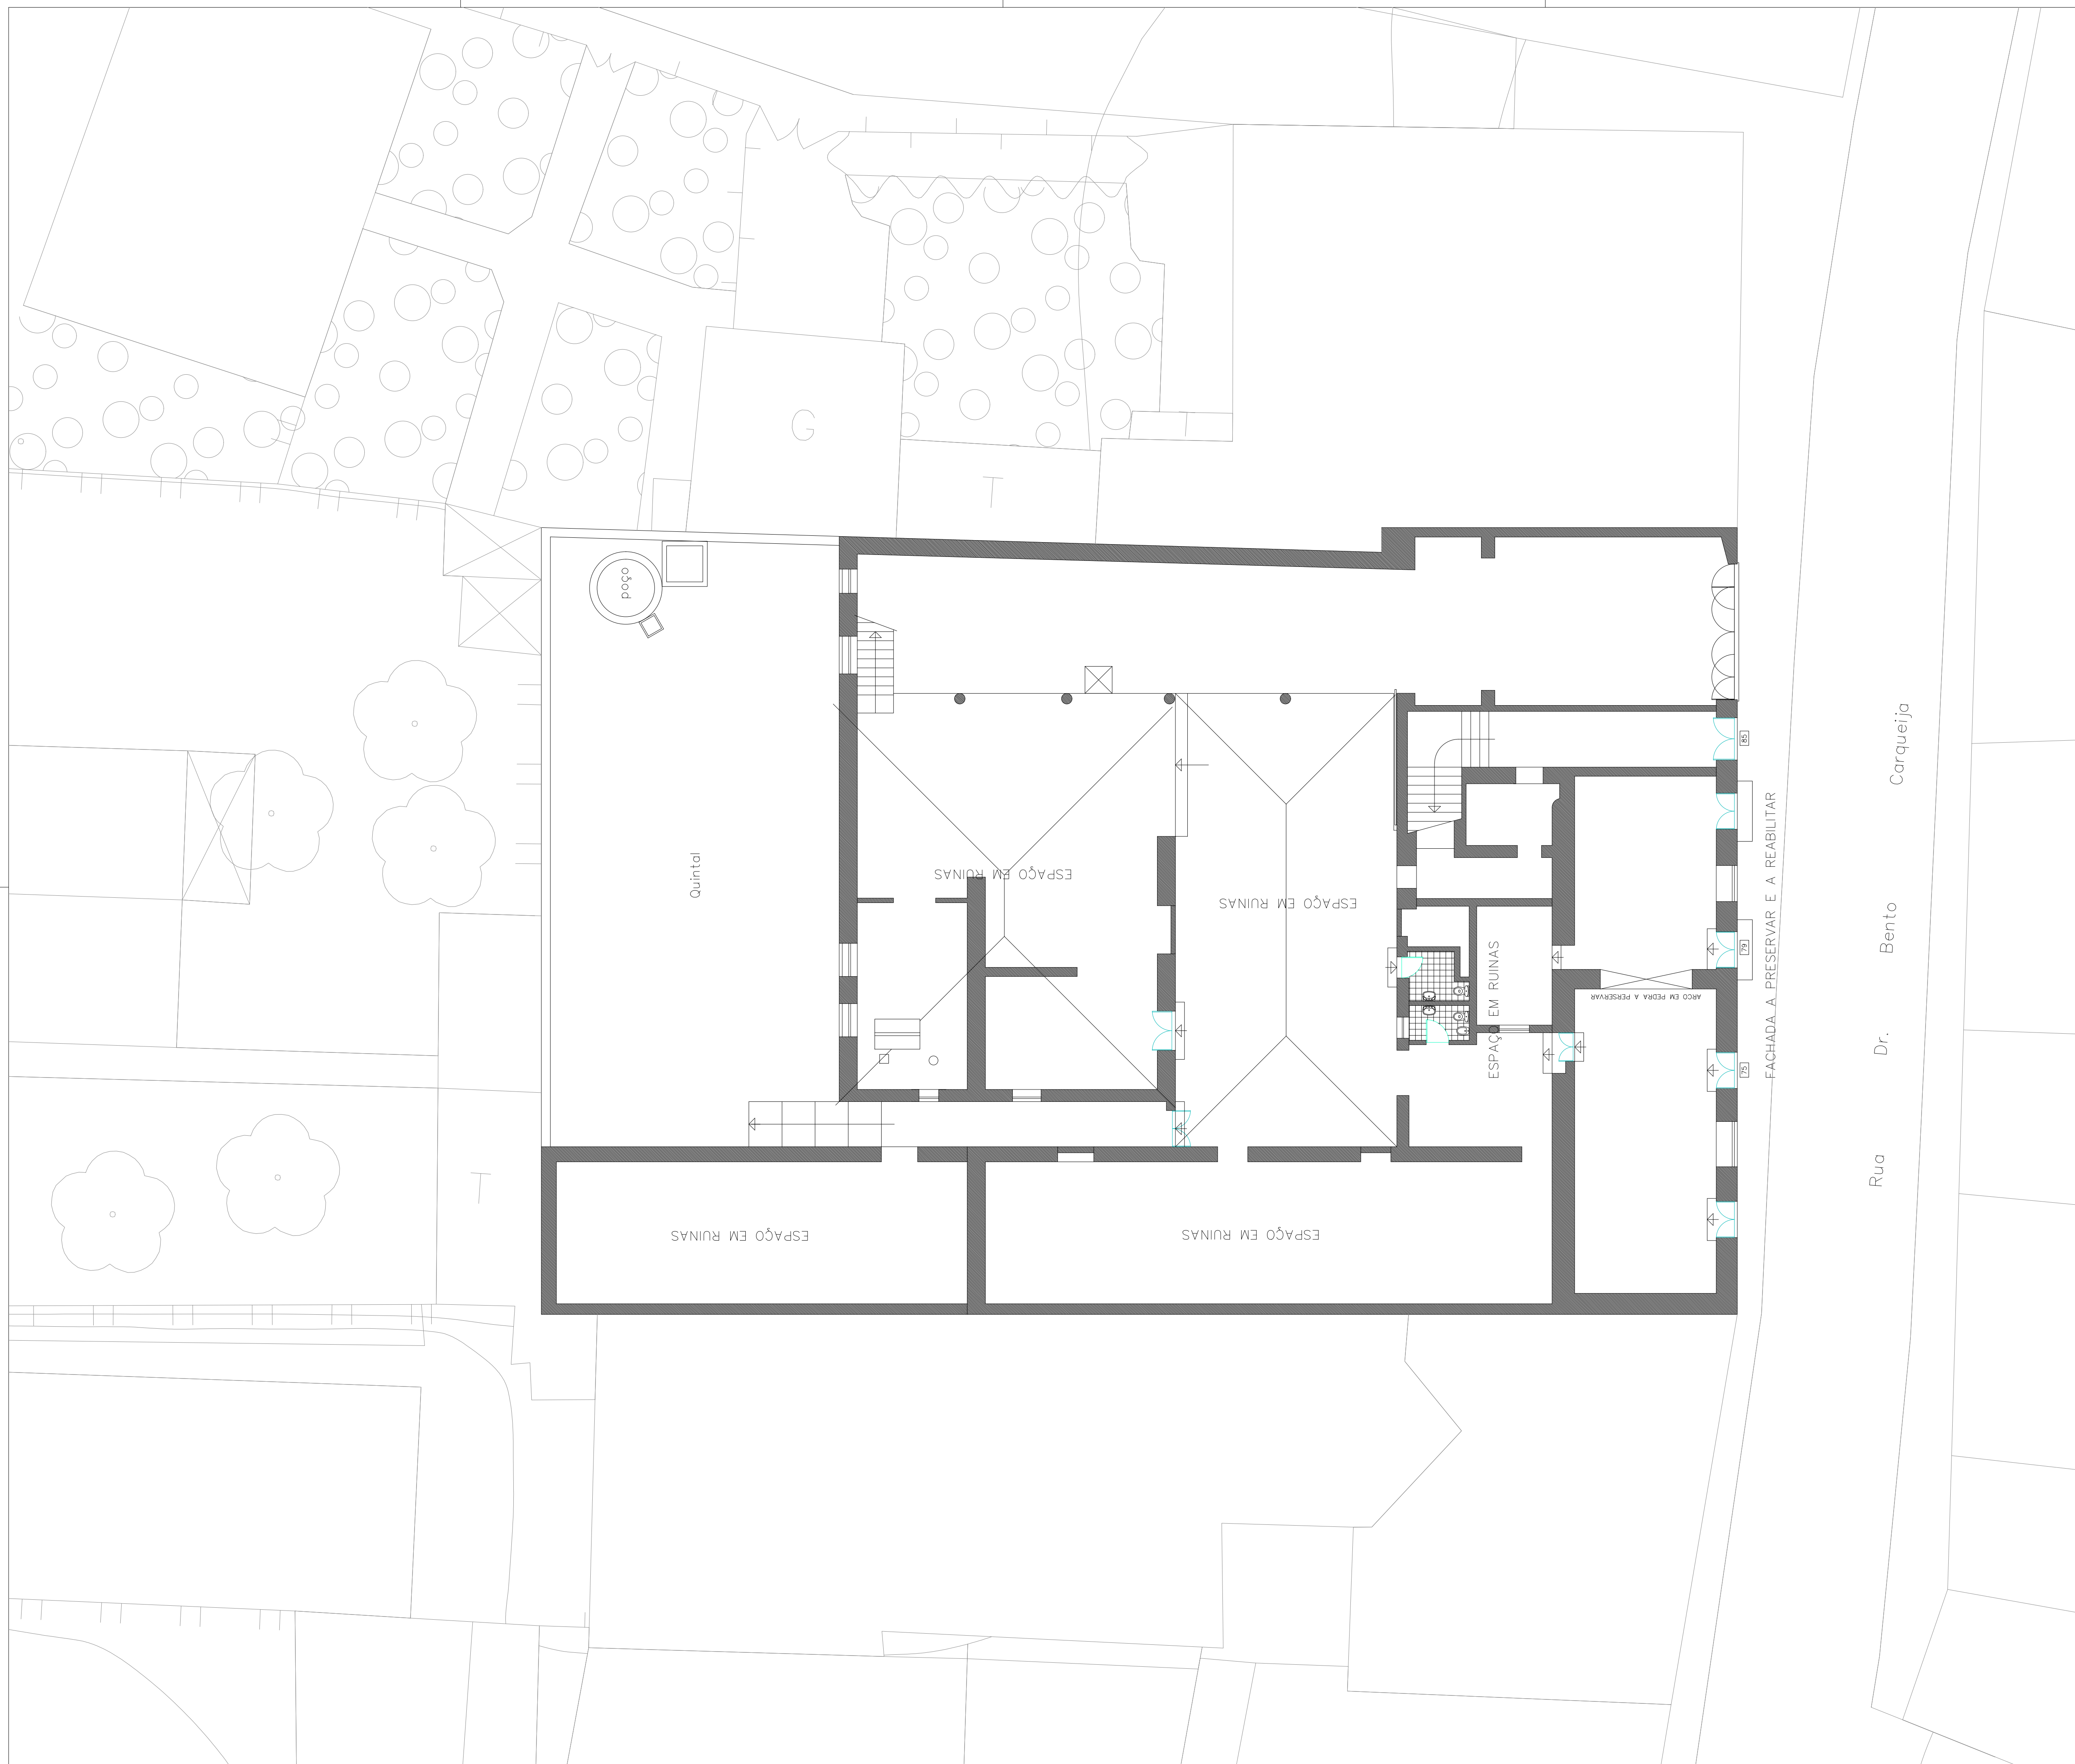 G
T
poço
Quintal
ESPAÇO EM RUINAS
ESPAÇO EM RUINAS
ESPAÇO EM RUINAS
ARCO EM PEDRA A PERSERVAR
85
79
75
FACHADA A PRESERVAR E A REABILITAR
Rua Dr. Bento Carqueija
T
ESPAÇO EM RUINAS
ESPAÇO EM RUINAS